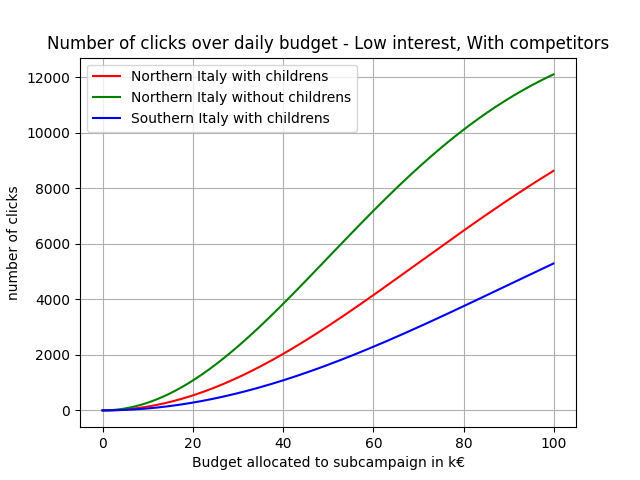 Number of clicks over daily budget - Low interest, With competitors
Northern Italy with childrens
Northern Italy without childrens
Southern Italy with childrens
number of clicks
12000
10000
8000
6000
4000
2000
0
0 20 40 60 80 100
Budget allocated to subcampaign in k€